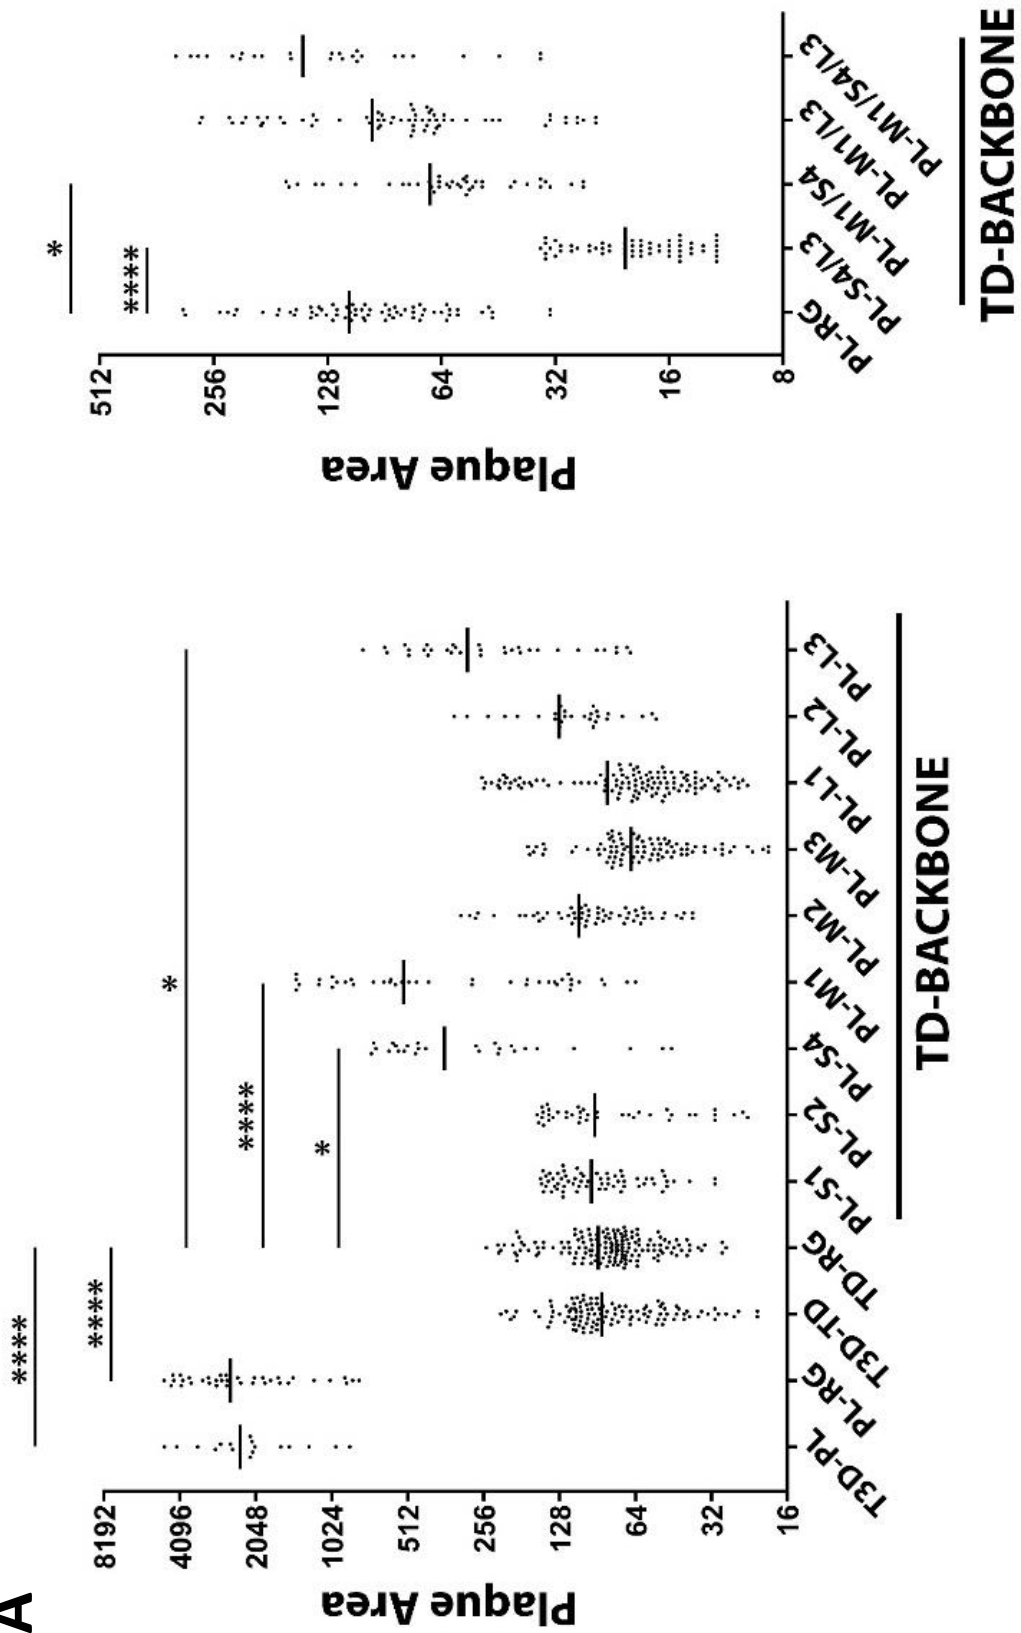 A
Plaque Area
8192
4096
2048
1024
512
256
128
64
32
16
****
****
*
****
*
T3D-PL
PL-RG
T3D-TD
TD-RG
PL-S1
PL-S2
PL-S4
PL-M1
PL-M2
PL-M3
PL-L1
PL-L2
PL-L3
TD-BACKBONE
Plaque Area
512
256
128
64
32
16
8
*
****
PL-RG
PL-S4/L3
PL-M1/S4
PL-M1/L3
PL-M1/S4/L3
TD-BACKBONE